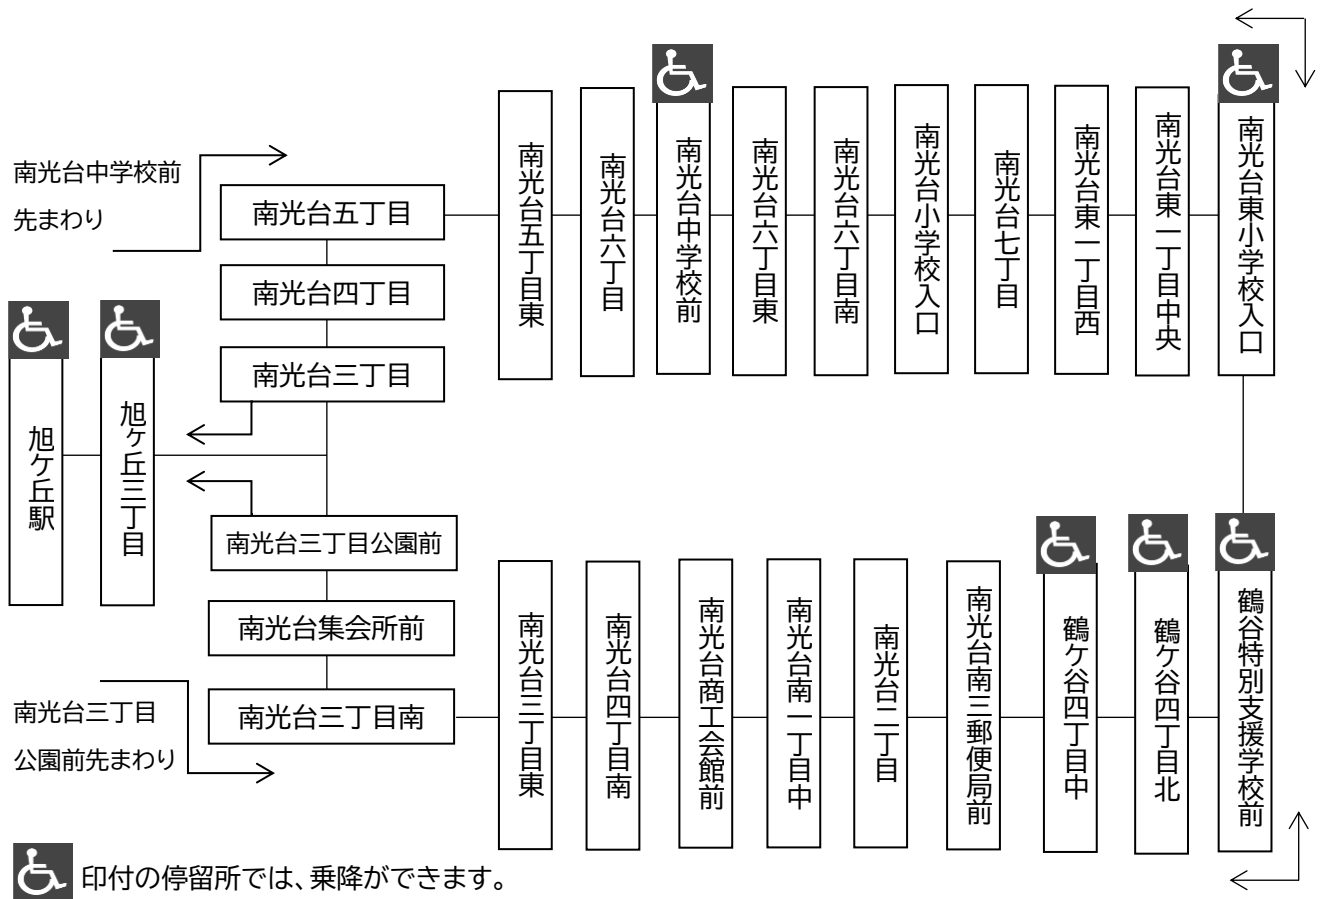 南光台中学校前
先まわり
南光台五丁目
南光台四丁目
南光台三丁目
南光台五丁目東
南光台六丁目
南光台中学校前
南光台六丁目東
南光台六丁目南
南光台小学校入口
南光台七丁目
南光台東一丁目西
南光台東一丁目中央
南光台東小学校入口
旭ケ丘駅
旭ヶ丘三丁目
南光台三丁目公園前
南光台集会所前
南光台三丁目南
南光台三丁目東
南光台四丁目南
南光台商工会館前
南光台南一丁目中
南光台二丁目
南光台南三郵便局前
鶴ケ谷四丁目中
鶴ケ谷四丁目北
鶴谷特別支援学校前
南光台三丁目
公園前先まわり
印付の停留所では、乗降ができます。